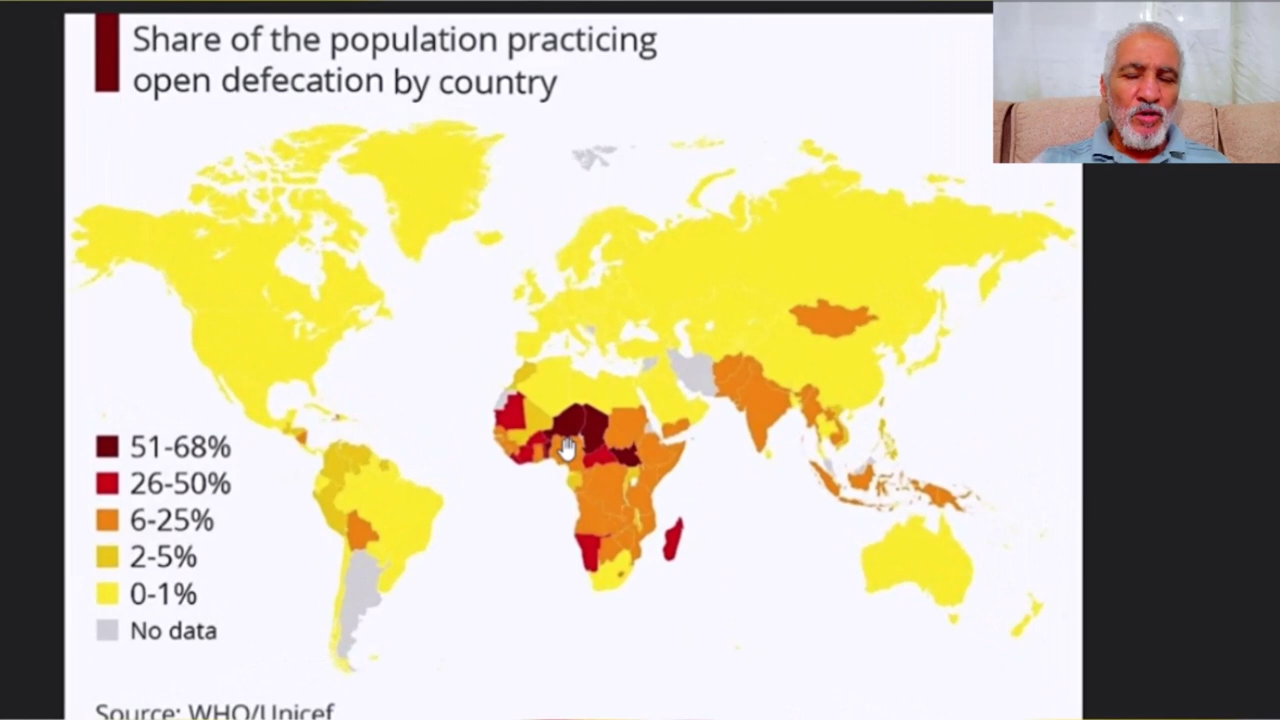 Share of the population practicing
open defecation by country
51-68%
26-50%
6-25%
2-5%
0-1%
No data
Source: WHO/Unicef